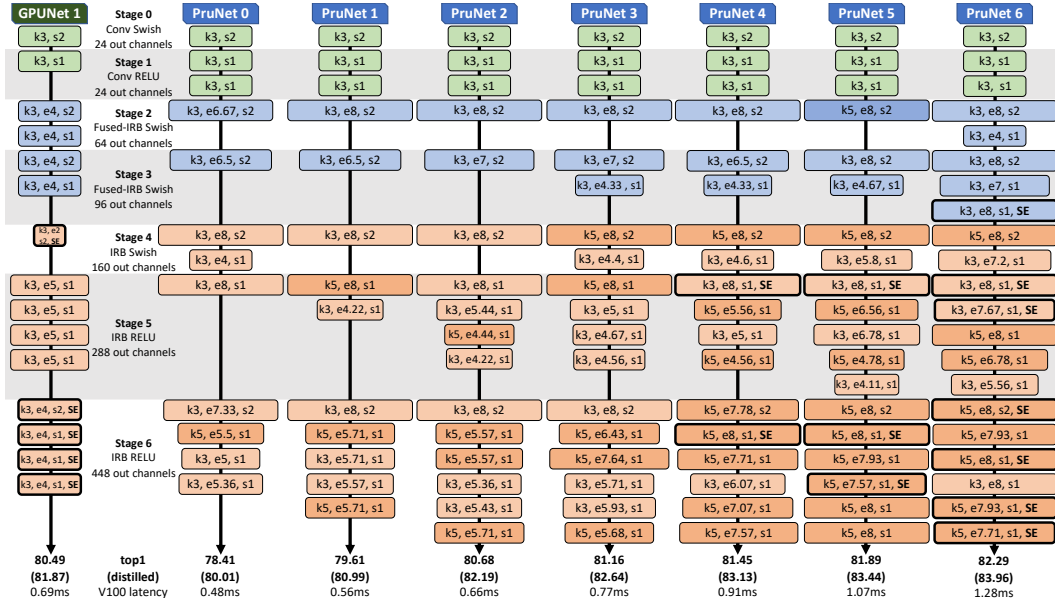 GPUNet 1 PruNet 0 PruNet 1 PruNet 2 PruNet 3 PruNet 4 PruNet 5 PruNet 6
Stage 0
Conv Swish
24 out channels
k3, s2 k3, s2 k3, s2 k3, s2 k3, s2 k3, s2 k3, s2 k3, s2
Stage 1
Conv RELU
24 out channels
k3, s1 k3, s1 k3, s1 k3, s1 k3, s1 k3, s1 k3, s1 k3, s1
k3, s1 k3, s1 k3, s1 k3, s1 k3, s1 k3, s1 k3, s1
Stage 2
Fused-IRB Swish
64 out channels
k3, e4, s2 k3, e6.67, s2 k3, e8, s2 k3, e8, s2 k3, e8, s2 k3, e8, s2 k5, e8, s2 k3, e8, s2
k3, e4, s1 k3, e4, s1
Stage 3
Fused-IRB Swish
96 out channels
k3, e4, s2 k3, e6.5, s2 k3, e6.5, s2 k3, e7, s2 k3, e7, s2 k3, e6.5, s2 k3, e8, s2 k3, e8, s2
k3, e4, s1 k3, e4.33 , s1 k3, e4.33, s1 k3, e4.67, s1 k3, e7, s1
k3, e8, s1, SE
Stage 4
IRB Swish
160 out channels
k3, e2
s2, SE
k3, e8, s2 k3, e8, s2 k3, e8, s2 k5, e8, s2 k5, e8, s2 k5, e8, s2 k5, e8, s2
k3, e4, s1 k3, e4.4, s1 k3, e4.6, s1 k3, e5.8, s1 k3, e7.2, s1
Stage 5
IRB RELU
288 out channels
k3, e5, s1 k3, e8, s1 k5, e8, s1 k3, e8, s1 k5, e8, s1 k3, e8, s1, SE k3, e8, s1, SE k3, e8, s1, SE
k3, e5, s1 k3, e4.22, s1 k3, e5.44, s1 k3, e5, s1 k5, e5.56, s1 k5, e6.56, s1 k3, e7.67, s1, SE
k3, e5, s1 k5, e4.44, s1 k3, e4.67, s1 k3, e5, s1 k3, e6.78, s1 k5, e8, s1
k3, e5, s1 k3, e4.22, s1 k3, e4.56, s1 k5, e4.56, s1 k5, e4.78, s1 k5, e6.78, s1
k3, e4.11, s1 k3, e5.56, s1
Stage 6
IRB RELU
448 out channels
k3, e4, s2, SE k3, e7.33, s2 k3, e8, s2 k3, e8, s2 k3, e8, s2 k5, e7.78, s2 k5, e8, s2 k5, e8, s2, SE
k3, e4, s1, SE k5, e5.5, s1 k5, e5.71, s1 k5, e5.57, s1 k5, e6.43, s1 k5, e8, s1, SE k5, e8, s1, SE k5, e7.93, s1
k3, e4, s1, SE k3, e5, s1 k3, e5.71, s1 k5, e5.57, s1 k5, e7.64, s1 k5, e7.71, s1 k5, e7.93, s1 k5, e8, s1, SE
k3, e4, s1, SE k3, e5.36, s1 k3, e5.57, s1 k3, e5.36, s1 k3, e5.71, s1 k3, e6.07, s1 k5, e7.57, s1, SE k3, e8, s1
k5, e5.71, s1 k3, e5.43, s1 k3, e5.93, s1 k5, e7.07, s1 k5, e8, s1 k5, e7.93, s1, SE
k5, e5.71, s1 k5, e5.68, s1 k5, e7.57, s1 k5, e8, s1 k5, e7.71, s1, SE
80.49 top1 78.41 79.61 80.68 81.16 81.45 81.89 82.29
(81.87) (distilled) (80.01) (80.99) (82.19) (82.64) (83.13) (83.44) (83.96)
0.69ms V100 latency 0.48ms 0.56ms 0.66ms 0.77ms 0.91ms 1.07ms 1.28ms